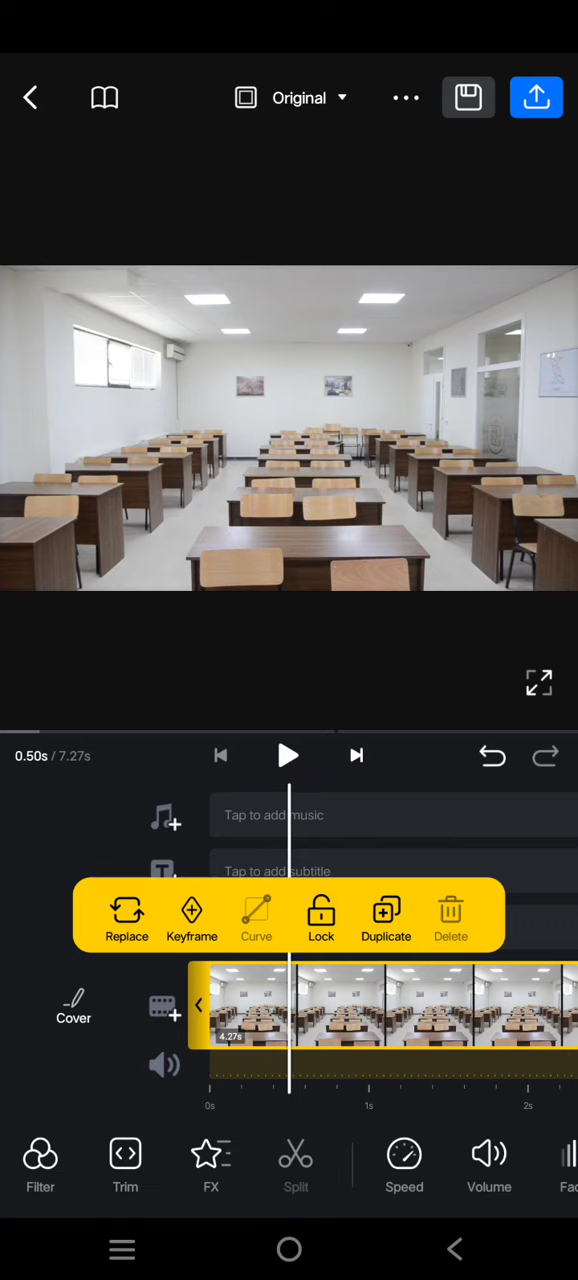 Original
0.50s / 7.27s
Tap to add music
Tap to add subtitle
Replace Keyframe Curve Lock Duplicate Delete
Cover
4.27s
0s 1s 2s
Filter Trim FX Split Speed Volume